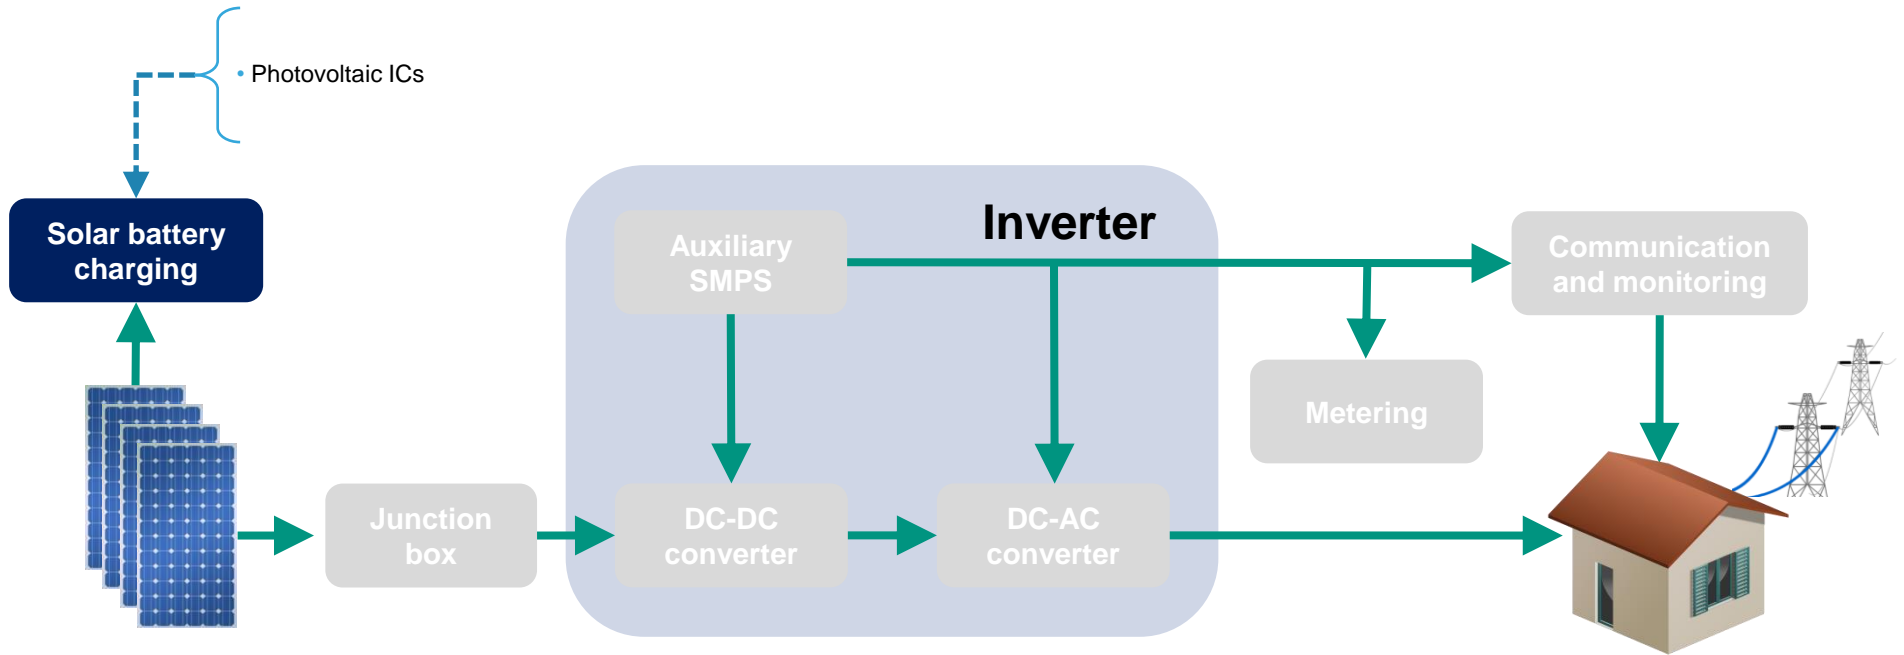 • Photovoltaic ICs
Solar battery
charging
Inverter
Auxiliary
SMPS
Communication
and monitoring
Metering
Junction
box
DC-DC
converter
DC-AC
converter